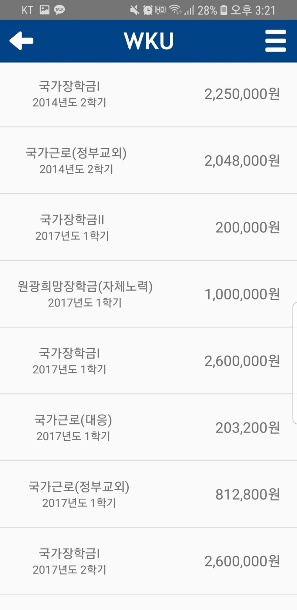 KT 28% 오후 3:21
WKU
국가장학금I
2014년도 2학기
2,250,000원
국가근로(정부교외)
2014년도 2학기
2,048,000원
국가장학금II
2017년도 1학기
200,000원
원광희망장학금(자체노력)
2017년도 1학기
1,000,000원
국가장학금I
2017년도 1학기
2,600,000원
국가근로(대응)
2017년도 1학기
203,200원
국가근로(정부교외)
2017년도 1학기
812,800원
국가장학금I
2017년도 2학기
2,600,000원